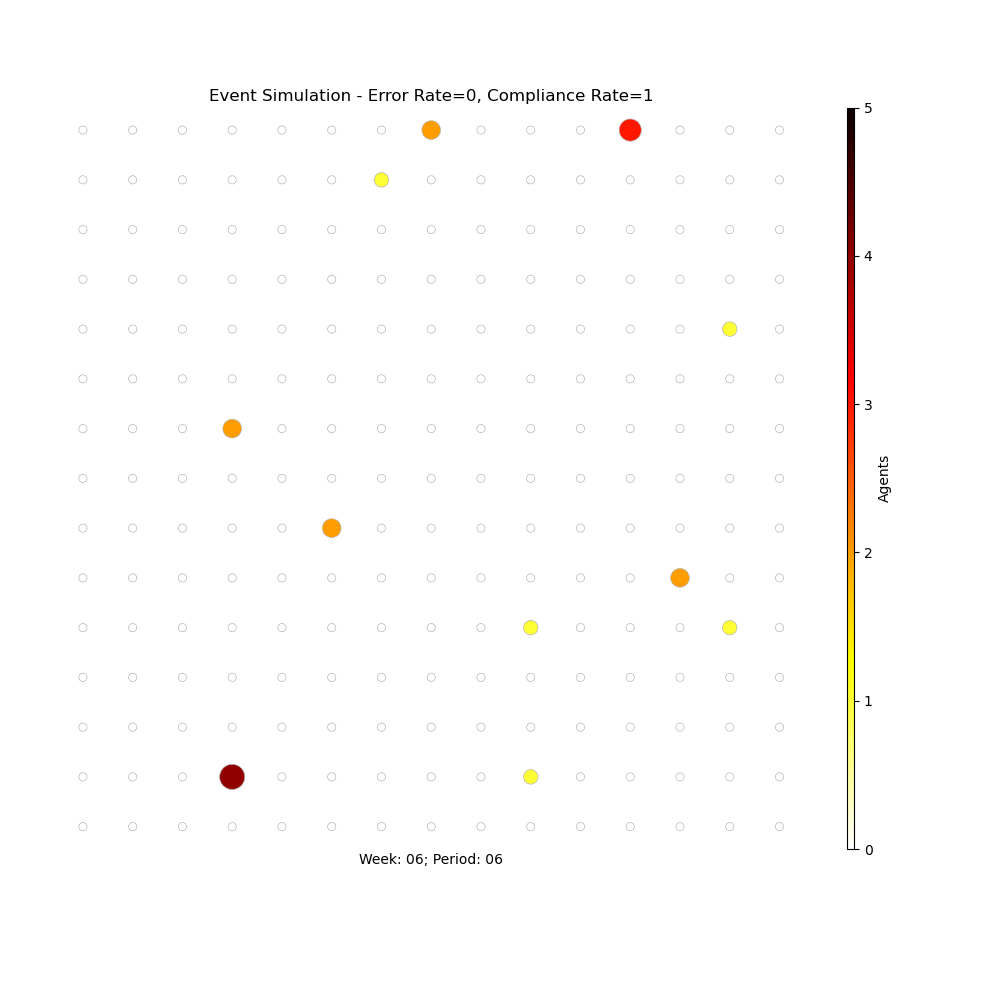 Event Simulation - Error Rate=0, Compliance Rate=1
5
4
3
2
1
0
Agents
Week: 06; Period: 06